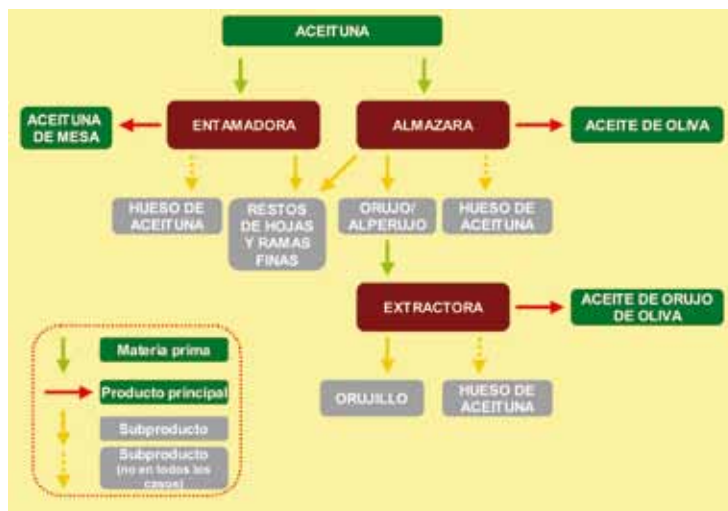 ACEITUNA
ACEITUNA
DE MESA
ENTAMADORA
ALMAZARA
ACEITE DE OLIVA
HUESO DE
ACEITUNA
RESTOS
DE HOJAS
Y RAMAS
FINAS
ORUJO/
ALPERUJO
HUESO DE
ACEITUNA
EXTRACTORA
ACEITE DE ORUJO
DE OLIVA
ORUJILLO
HUESO DE
ACEITUNA
Materia prima
Producto principal
Subproducto
Subproducto
(no en todos los
casos)